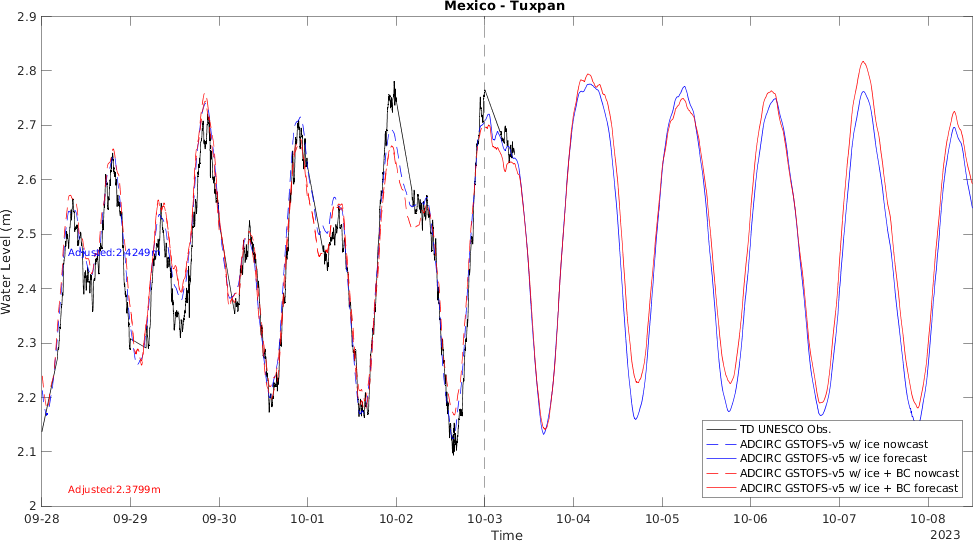 Mexico - Tuxpan
2.9
2.8
2.7
2.6
2.5
2.4
2.3
2.2
2.1
2
Water Level (m)
Adjusted:2.4249m
Adjusted:2.3799m
TD UNESCO Obs.
ADCIRC GSTOFS-v5 w/ ice nowcast
ADCIRC GSTOFS-v5 w/ ice forecast
ADCIRC GSTOFS-v5 w/ ice + BC nowcast
ADCIRC GSTOFS-v5 w/ ice + BC forecast
09-28 09-29 09-30 10-01 10-02 10-03 10-04 10-05 10-06 10-07 10-08
Time
2023